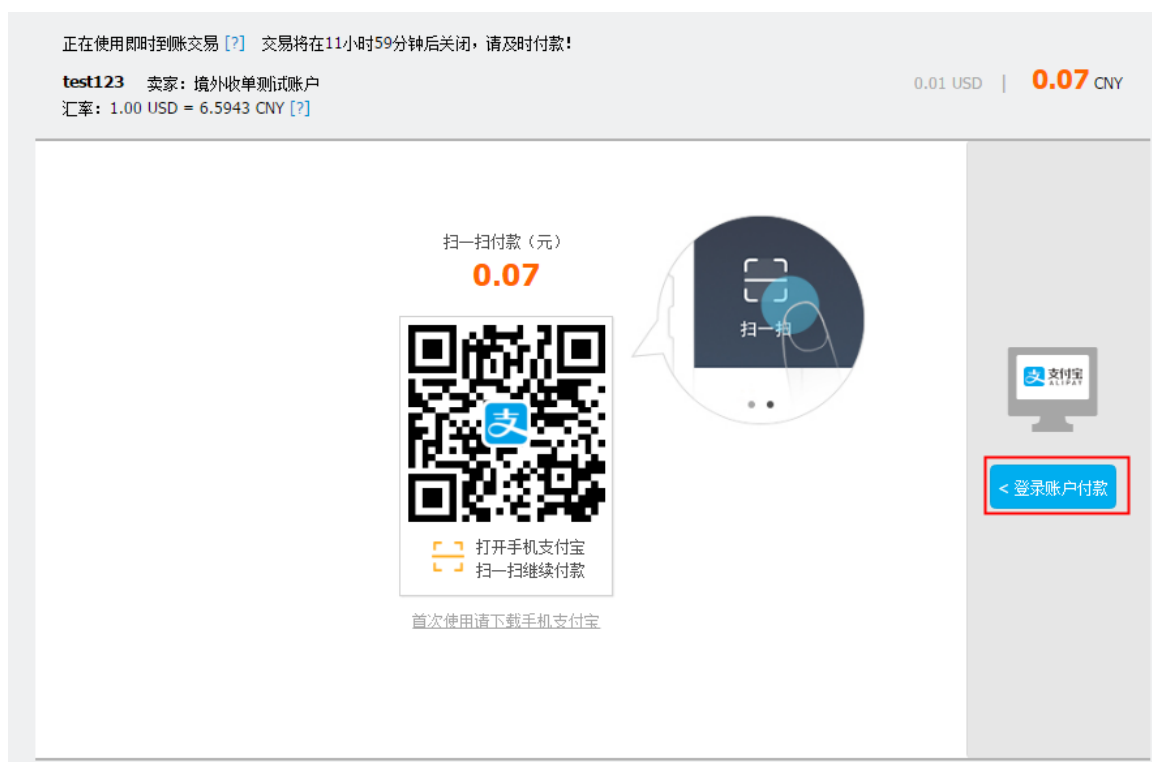 正在使用即时到账交易 [?] 交易将在11小时59分钟后关闭，请及时付款！
test123 卖家：境外收单测试账户
0.01 USD | 0.07 CNY
汇率：1.00 USD = 6.5943 CNY [?]
扫一扫付款（元）
0.07
扫一扫
支
支 支付宝
ALIPAY
< 登录账户付款
打开手机支付宝
扫一扫继续付款
首次使用请下载手机支付宝